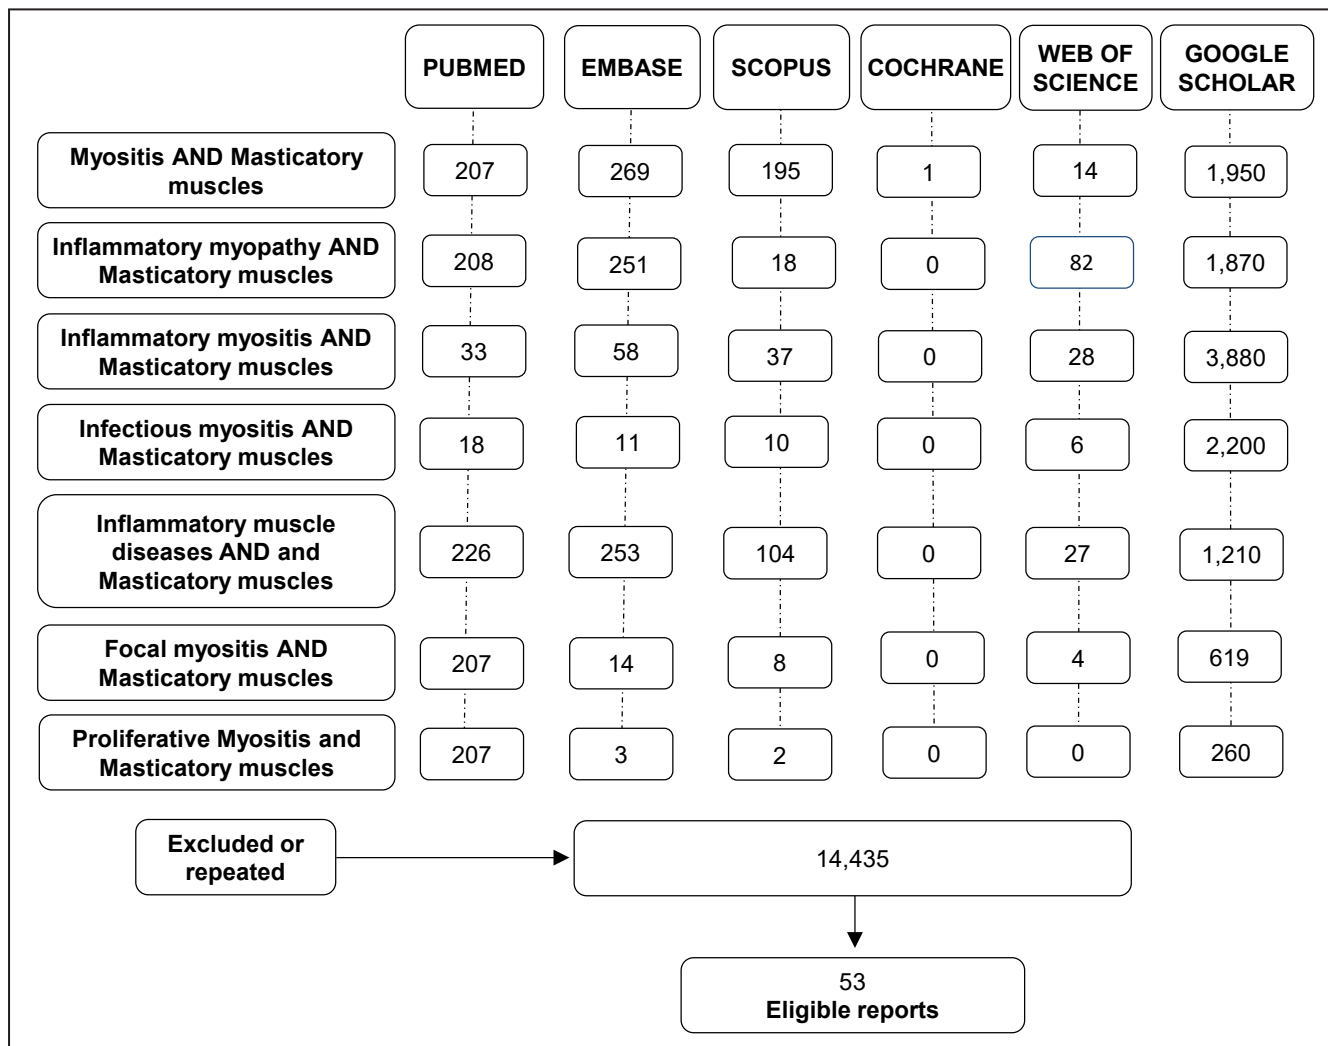 PUBMED
EMBASE
SCOPUS
COCHRANE
WEB OF
SCIENCE
GOOGLE
SCHOLAR
Myositis AND Masticatory
muscles
207
269
195
1
14
1,950
Inflammatory myopathy AND
Masticatory muscles
208
251
18
0
82
1,870
Inflammatory myositis AND
Masticatory muscles
33
58
37
0
28
3,880
Infectious myositis AND
Masticatory muscles
18
11
10
0
6
2,200
Inflammatory muscle
diseases AND and
Masticatory muscles
226
253
104
0
27
1,210
Focal myositis AND
Masticatory muscles
207
14
8
0
4
619
Proliferative Myositis and
Masticatory muscles
207
3
2
0
0
260
Excluded or
repeated
14,435
53
Eligible reports